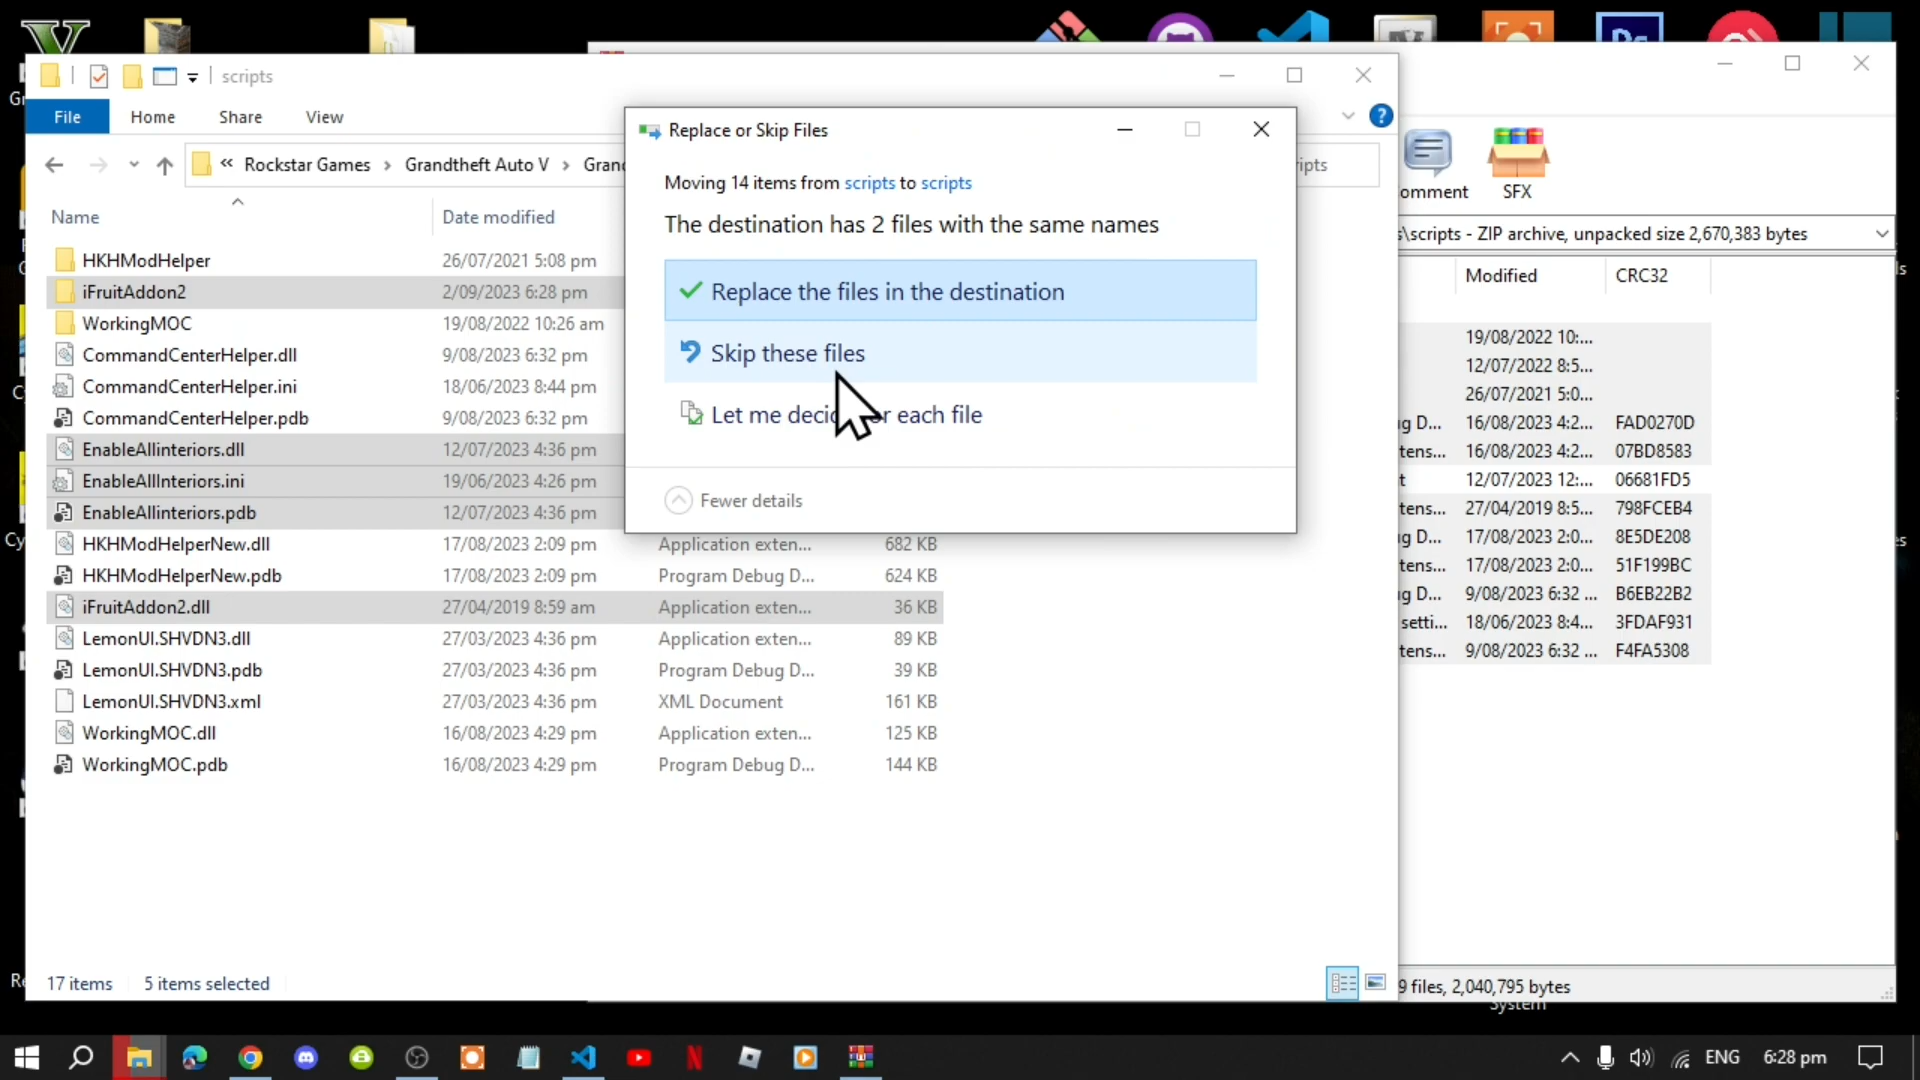 scripts
File
Home
Share
View
Rockstar Games
Grandtheft Auto V
Name
Date modified
HKHModHelper
26/07/2021 5:08 pm
iFruitAddon2
2/09/2023 6:28 pm
WorkingMOC
19/08/2022 10:26 am
CommandCenterHelper.dll
9/08/2023 6:32 pm
CommandCenterHelper.ini
18/06/2023 8:44 pm
CommandCenterHelper.pdb
9/08/2023 6:32 pm
EnableAllinteriors.dll
12/07/2023 4:36 pm
EnableAllInteriors.ini
19/06/2023 4:26 pm
EnableAllinteriors.pdb
12/07/2023 4:36 pm
HKHModHelperNew.dll
17/08/2023 2:09 pm
Application exten...
682 KB
HKHModHelperNew.pdb
17/08/2023 2:09 pm
Program Debug D...
624 KB
iFruitAddon2.dll
27/04/2019 8:59 am
Application exten...
36 KB
LemonUI.SHVDN3.dll
27/03/2023 4:36 pm
Application exten...
89 KB
LemonUI.SHVDN3.pdb
27/03/2023 4:36 pm
Program Debug D...
39 KB
LemonUI.SHVDN3.xml
27/03/2023 4:36 pm
XML Document
161 KB
WorkingMOC.dll
16/08/2023 4:29 pm
Application exten...
125 KB
WorkingMOC.pdb
16/08/2023 4:29 pm
Program Debug D...
144 KB
17 items
5 items selected
Replace or Skip Files
Moving 14 items from scripts to scripts
The destination has 2 files with the same names
Replace the files in the destination
Skip these files
Let me each file
Fewer details
SFX
scripts - ZIP archive, unpacked size 2,670,383 bytes
Modified
CRC32
19/08/2022 10:...
12/07/2022 8:5...
26/07/2021 5:0...
16/08/2023 4:2...
FAD0270D
16/08/2023 4:2...
07BD8583
12/07/2023 12:...
06681FD5
27/04/2019 8:5...
798FCEB4
17/08/2023 2:0...
8E5DE208
17/08/2023 2:0...
51F199BC
9/08/2023 6:32 ...
B6EB22B2
18/06/2023 8:4...
3FDAF931
9/08/2023 6:32 ...
F4FA5308
9 files, 2,040,795 bytes
ENG
6:28 pm